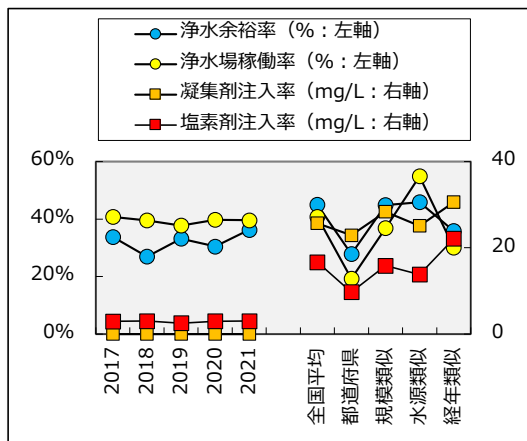 浄水余裕率（%：左軸）
浄水場稼働率（%：左軸）
凝集剤注入率（mg/L：右軸）
塩素剤注入率（mg/L：右軸）
60%
40%
20%
0%
40
20
0
2017
2018
2019
2020
2021
全国平均
都道府県
規模類似
水源類似
経年類似